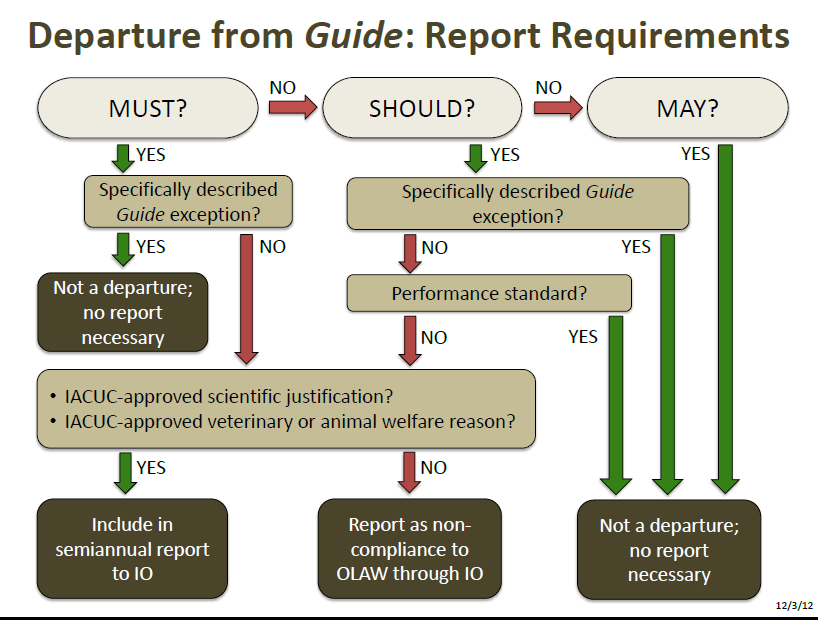 Departure from Guide: Report Requirements
MUST?
NO
SHOULD?
NO
MAY?
YES
YES
YES
Specifically described
Guide exception?
Specifically described Guide
exception?
YES
NO
NO
YES
Not a departure;
no report
necessary
Performance standard?
NO
YES
• IACUC-approved scientific justification?
• IACUC-approved veterinary or animal welfare reason?
YES
NO
Include in
semiannual report
to IO
Report as non-
compliance to
OLAW through IO
Not a departure;
no report
necessary
12/3/12